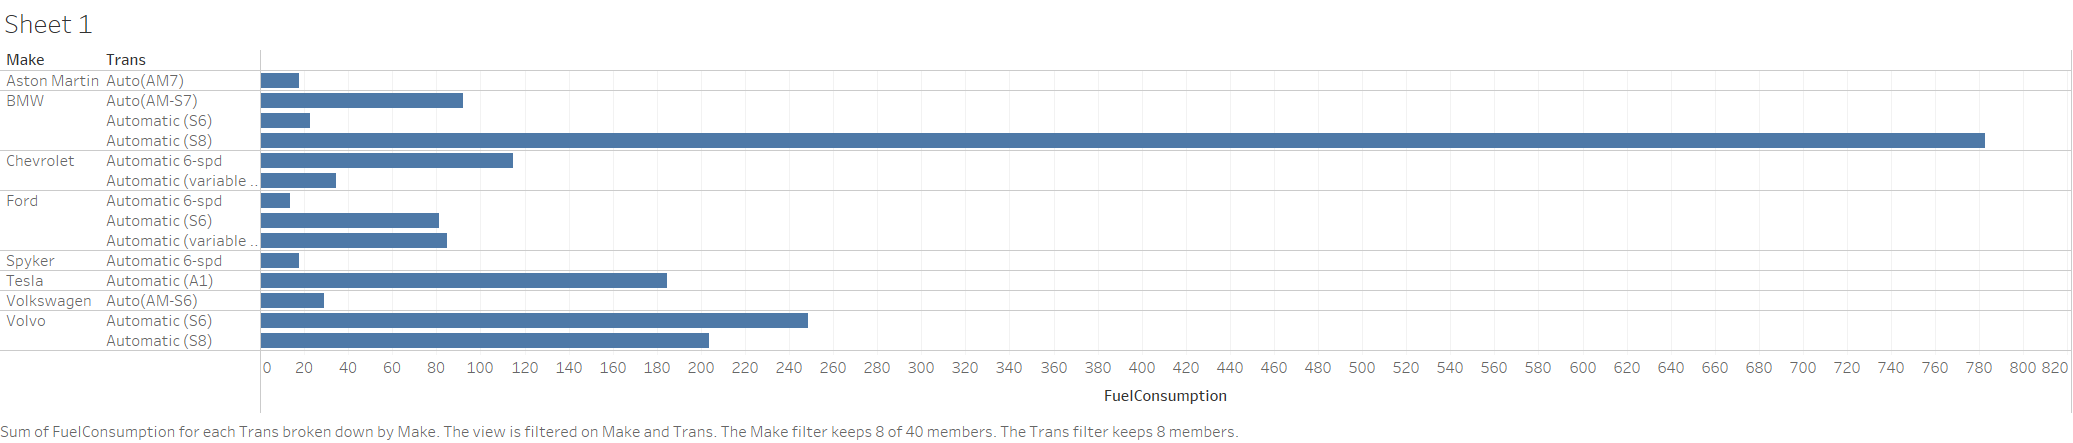 Sheet 1
Make Trans
Aston Martin Auto(AM7)
BMW Auto(AM-S7)
Automatic (S6)
Automatic (S8)
Chevrolet Automatic 6-spd
Automatic (variable ..
Ford Automatic 6-spd
Automatic (S6)
Automatic (variable ..
Spyker Automatic 6-spd
Tesla Automatic (A1)
Volkswagen Auto(AM-S6)
Volvo Automatic (S6)
Automatic (S8)
0 20 40 60 80 100 120 140 160 180 200 220 240 260 280 300 320 340 360 380 400 420 440 460 480 500 520 540 560 580 600 620 640 660 680 700 720 740 760 780 800 820
FuelConsumption
Sum of FuelConsumption for each Trans broken down by Make. The view is filtered on Make and Trans. The Make filter keeps 8 of 40 members. The Trans filter keeps 8 members.